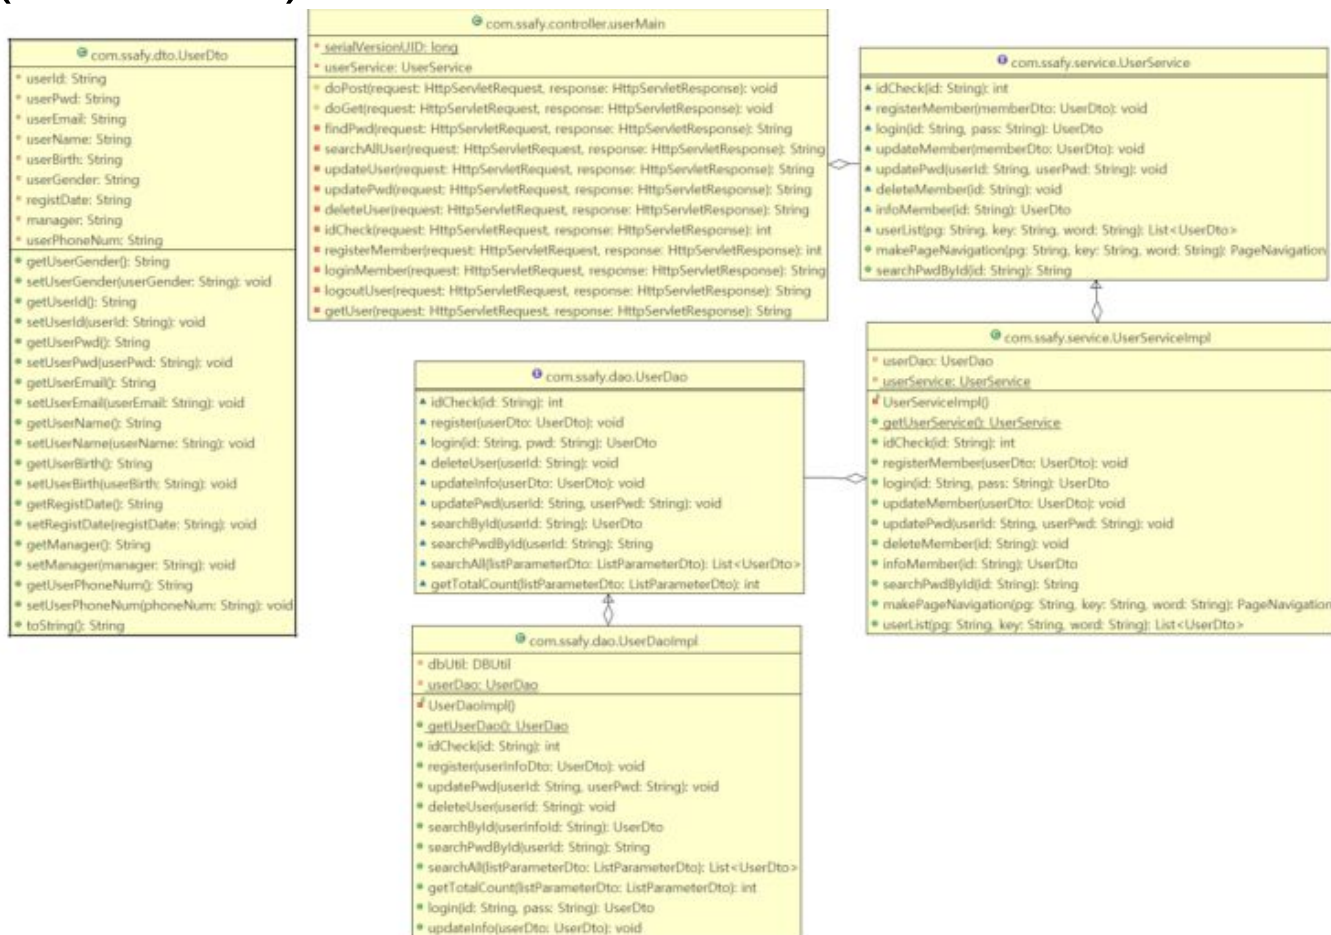 com.ssafy.dto.UserDto
userId: String
userPwd: String
userEmail: String
userName: String
userBirth: String
userGender: String
registDate: String
manager: String
userPhoneNum: String
getUserGender(): String
setUserGender(userGender: String): void
getUserId(): String
setUserId(userId: String): void
getUserPwd(): String
setUserPwd(userPwd: String): void
getUserEmail(): String
setUserEmail(userEmail: String): void
getUserName(): String
setUserName(userName: String): void
getUserBirth(): String
setUserBirth(userBirth: String): void
getRegistDate(): String
setRegistDate(registDate: String): void
getManager(): String
setManager(manager: String): void
getUserPhoneNum(): String
setUserPhoneNum(phoneNum: String): void
toString(): String
com.ssafy.controller.userMain
serialVersionUID: long
userService: UserService
doPost(request: HttpServletRequest, response: HttpServletResponse): void
doGet(request: HttpServletRequest, response: HttpServletResponse): void
findPwd(request: HttpServletRequest, response: HttpServletResponse): String
searchAllUser(request: HttpServletRequest, response: HttpServletResponse): String
updateUser(request: HttpServletRequest, response: HttpServletResponse): String
updatePwd(request: HttpServletRequest, response: HttpServletResponse): String
deleteUser(request: HttpServletRequest, response: HttpServletResponse): String
idCheck(request: HttpServletRequest, response: HttpServletResponse): int
registerMember(request: HttpServletRequest, response: HttpServletResponse): int
loginMember(request: HttpServletRequest, response: HttpServletResponse): String
logoutUser(request: HttpServletRequest, response: HttpServletResponse): String
getUser(request: HttpServletRequest, response: HttpServletResponse): String
com.ssafy.service.UserService
idCheck(id: String): int
registerMember(memberDto: UserDto): void
login(id: String, pass: String): UserDto
updateMember(memberDto: UserDto): void
updatePwd(userId: String, userPwd: String): void
deleteMember(id: String): void
infoMember(id: String): UserDto
userList(pg: String, key: String, word: String): List<UserDto>
makePageNavigation(pg: String, key: String, word: String): PageNavigation
searchPwdById(id: String): String
com.ssafy.dao.UserDao
idCheck(id: String): int
register(userDto: UserDto): void
login(id: String, pwd: String): UserDto
deleteUser(userId: String): void
updateInfo(userDto: UserDto): void
updatePwd(userId: String, userPwd: String): void
searchById(userId: String): UserDto
searchPwdById(userId: String): String
searchAll(listParameterDto: ListParameterDto): List<UserDto>
getTotalCount(listParameterDto: ListParameterDto): int
com.ssafy.service.UserServiceImpl
userDao: UserDao
userService: UserService
UserServiceImpl()
getUserService(): UserService
idCheck(id: String): int
registerMember(userDto: UserDto): void
login(id: String, pass: String): UserDto
updateMember(userDto: UserDto): void
updatePwd(userId: String, userPwd: String): void
deleteMember(id: String): void
infoMember(id: String): UserDto
searchPwdById(id: String): String
makePageNavigation(pg: String, key: String, word: String): PageNavigation
userList(pg: String, key: String, word: String): List<UserDto>
com.ssafy.dao.UserDaoImpl
dbUtil: DBUtil
userDao: UserDao
UserDaoImpl()
getUserDao(): UserDao
idCheck(id: String): int
register(userInfoDto: UserDto): void
updatePwd(userId: String, userPwd: String): void
deleteUser(userId: String): void
searchById(userInfoId: String): UserDto
searchPwdById(userId: String): String
searchAll(listParameterDto: ListParameterDto): List<UserDto>
getTotalCount(listParameterDto: ListParameterDto): int
login(id: String, pass: String): UserDto
updateInfo(userDto: UserDto): void